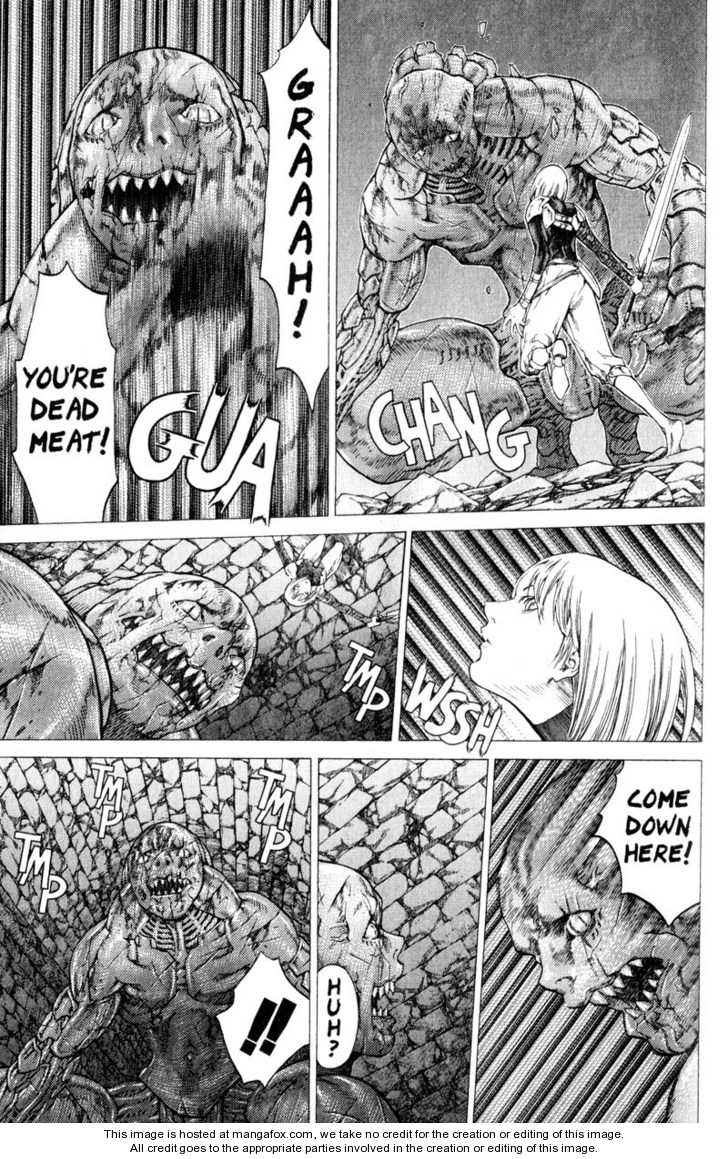 CHANG
GRAAAH!
YOU'RE
DEAD
MEAT!
GUA
WSSH
TMP
COME
DOWN
HERE!
HUH?
TMP
TMP
TMP
!!
This image is hosted at mangafox.com, we take no credit for the creation or editing of this image.
All credit goes to the appropriate parties involved in the creation or editing of this image.